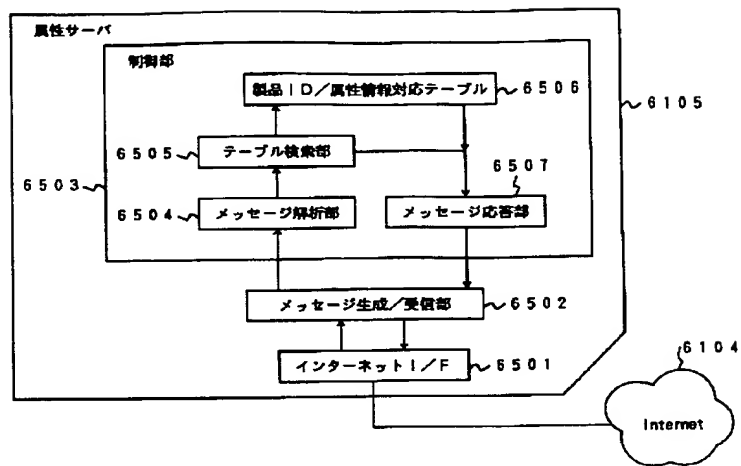 属性サーバ
制御部
製品ID/属性情報対応テーブル
6506
6105
6505
テーブル検索部
6507
6503
6504
メッセージ解析部
メッセージ応答部
メッセージ生成/受信部
6502
インターネットI/F
6501
6104
Internet